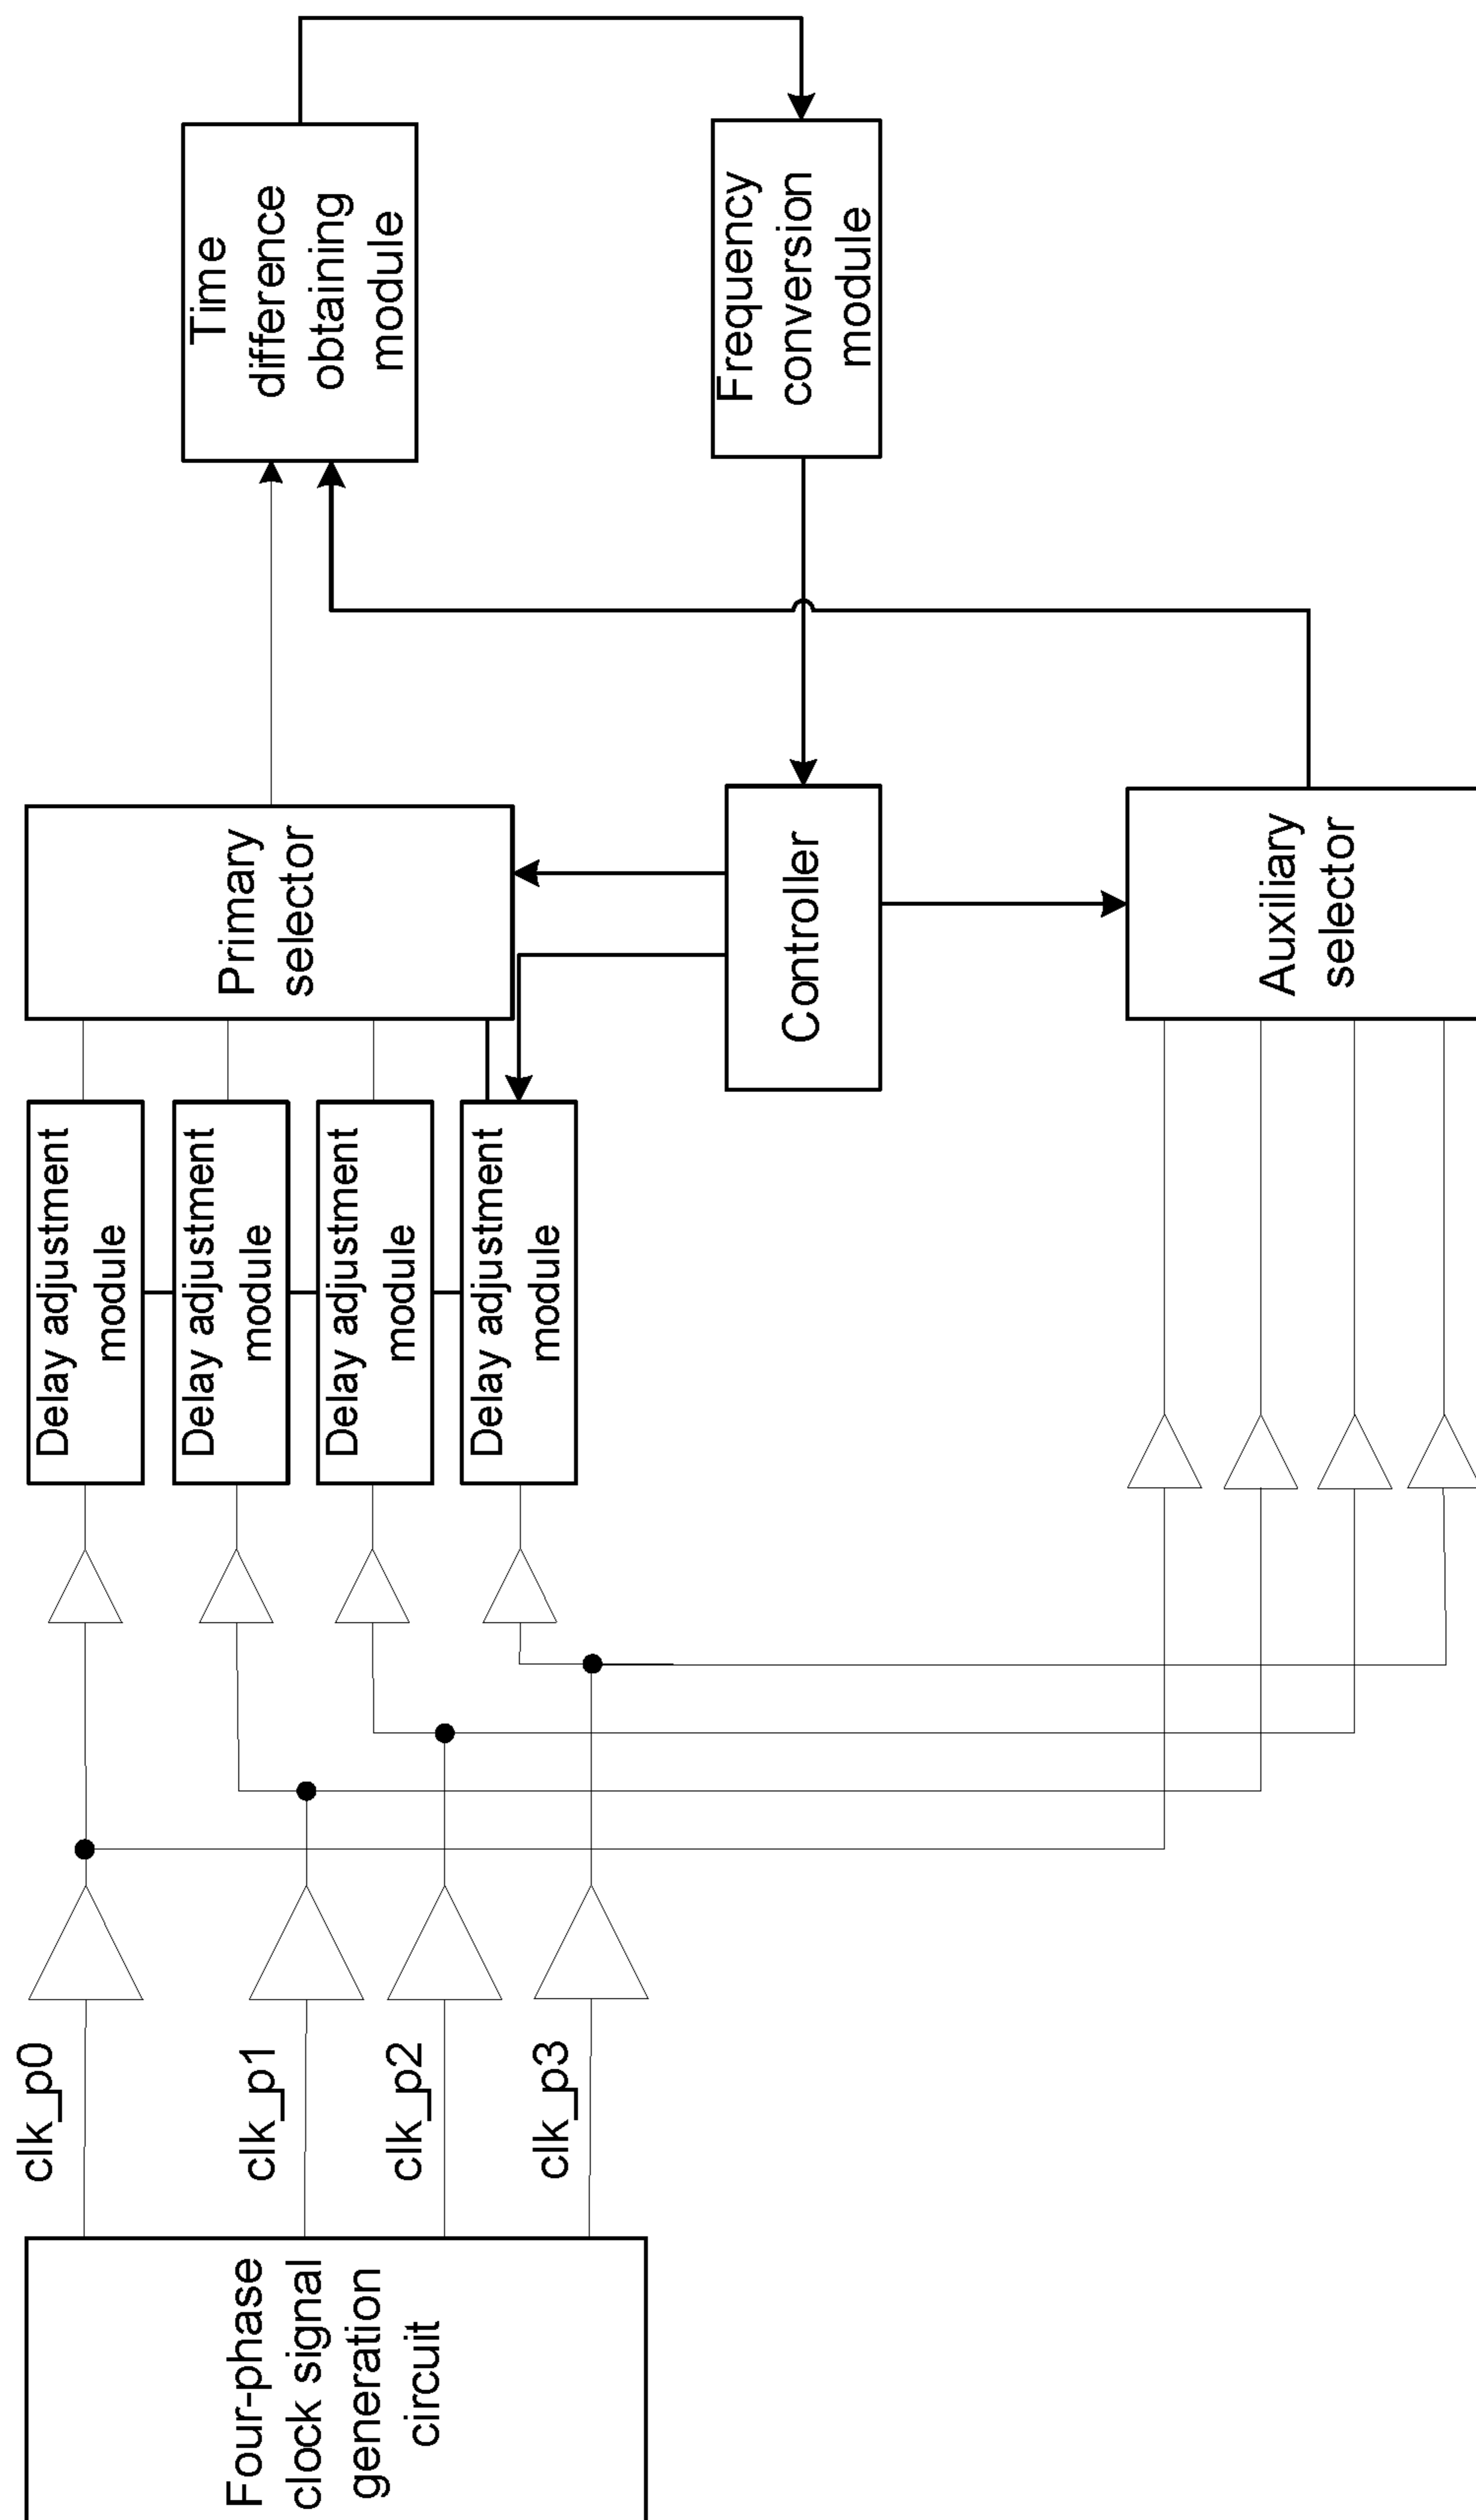 Four-phase
clock signal
generation
circuit
clk_p0
clk_p1
clk_p2
clk_p3
Delay adjustment
module
Delay adjustment
module
Delay adjustment
module
Delay adjustment
module
Primary
selector
Controller
Auxiliary
selector
Time
difference
obtaining
module
Frequency
conversion
module